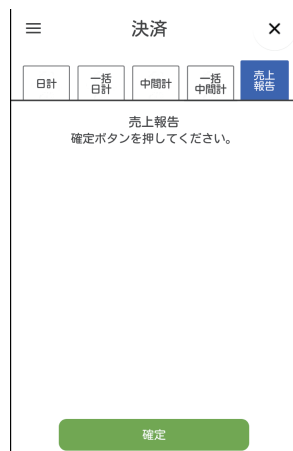 決済
日計
一括
日計
中間計
一括
中間計
売上
報告
売上報告
確定ボタンを押してください。
確定